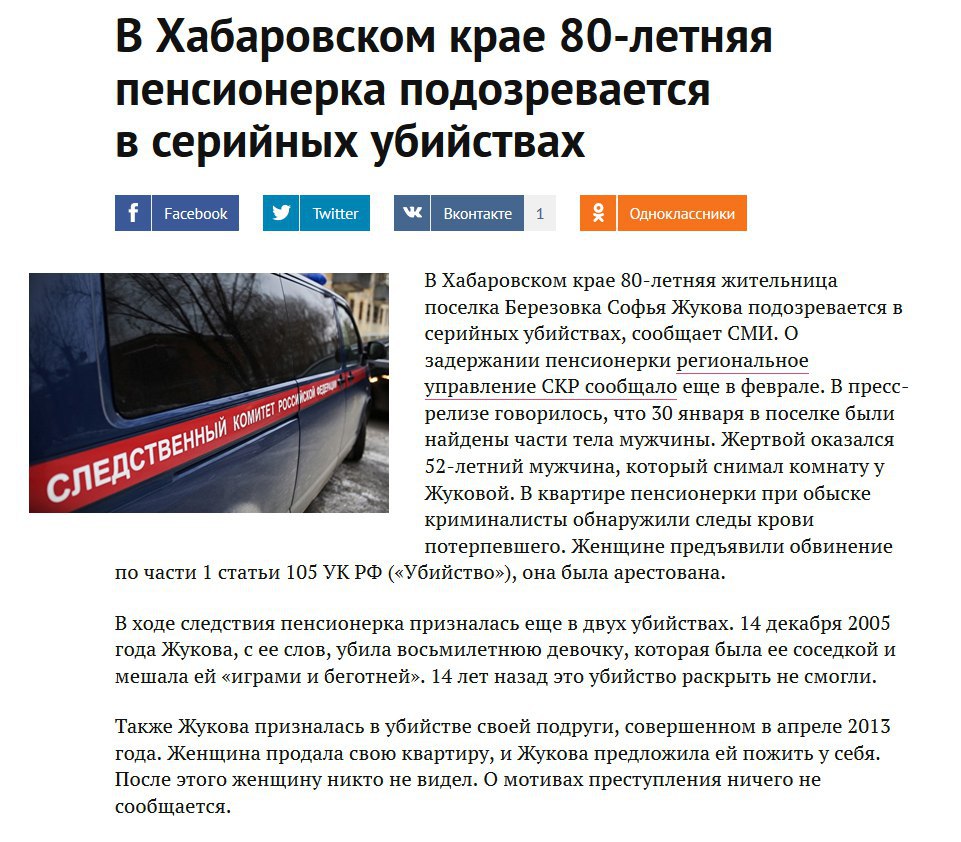 В Хабаровском крае 80-летняя
пенсионерка подозревается
в серийных убийствах
Facebook
Twitter
Вконтакте
1
Одноклассники
СЛЕДСТВЕННЫЙ КОМИТЕТ РОССИЙСКОЙ ФЕДЕРАЦИИ
В Хабаровском крае 80-летняя жительница
поселка Березовка Софья Жукова подозревается в
серийных убийствах, сообщает СМИ. О
задержании пенсионерки региональное
управление СКР сообщало еще в феврале. В пресс-
релизе говорилось, что 30 января в поселке были
найдены части тела мужчины. Жертвой оказался
52-летний мужчина, который снимал комнату у
Жуковой. В квартире пенсионерки при обыске
криминалисты обнаружили следы крови
потерпевшего. Женщине предъявили обвинение
по части 1 статьи 105 УК РФ («Убийство»), она была арестована.
В ходе следствия пенсионерка призналась еще в двух убийствах. 14 декабря 2005
года Жукова, с ее слов, убила восьмилетнюю девочку, которая была ее соседкой и
мешала ей «играми и беготней». 14 лет назад это убийство раскрыть не смогли.
Также Жукова призналась в убийстве своей подруги, совершенном в апреле 2013
года. Женщина продала свою квартиру, и Жукова предложила ей пожить у себя.
После этого женщину никто не видел. О мотивах преступления ничего не
сообщается.